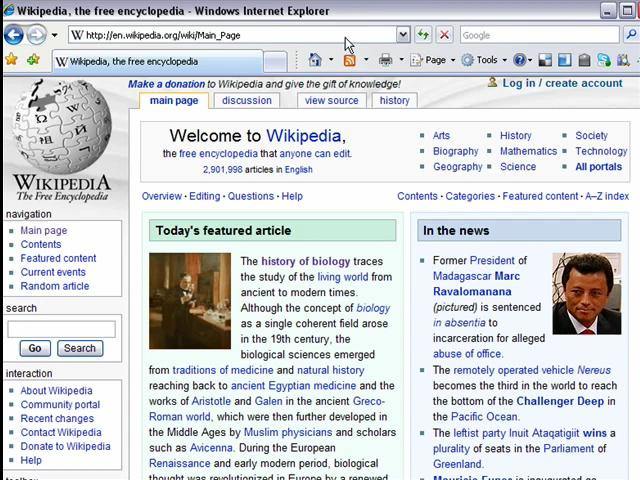 Wikipedia, the free encyclopedia - Windows Internet Explorer
http://en.wikipedia.org/wiki/Main_Page
Google
Wikipedia, the free encyclopedia
Page
Tools
Make a donation to Wikipedia and give the gift of knowledge!
Log in / create account
main page
discussion
view source
history
WIKIPEDIA
The Free Encyclopedia
navigation
Main page
Contents
Featured content
Current events
Random article
search
Go
Search
interaction
About Wikipedia
Community portal
Recent changes
Contact Wikipedia
Donate to Wikipedia
Help
toolbox
Welcome to Wikipedia,
the free encyclopedia that anyone can edit.
2,901,998 articles in English
Arts
Biography
Geography
History
Mathematics
Science
Society
Technology
All portals
Overview · Editing · Questions · Help
Contents · Categories · Featured content · A–Z index
Today's featured article
The history of biology traces
the study of the living world from
ancient to modern times.
Although the concept of biology
as a single coherent field arose
in the 19th century, the
biological sciences emerged
from traditions of medicine and natural history
reaching back to ancient Egyptian medicine and the
works of Aristotle and Galen in the ancient Greco-
Roman world, which were then further developed in
the Middle Ages by Muslim physicians and scholars
such as Avicenna. During the European
Renaissance and early modern period, biological
thought was revolutionized in Europe by a renewed
In the news
Former President of
Madagascar Marc
Ravalomanana
(pictured) is sentenced
in absentia to
incarceration for alleged
abuse of office.
The remotely operated vehicle Nereus
becomes the third in the world to reach
the bottom of the Challenger Deep in
the Pacific Ocean.
The leftist party Inuit Ataqatigiit wins a
plurality of seats in the Parliament of
Greenland.
Mauricio Funes is inaugurated as